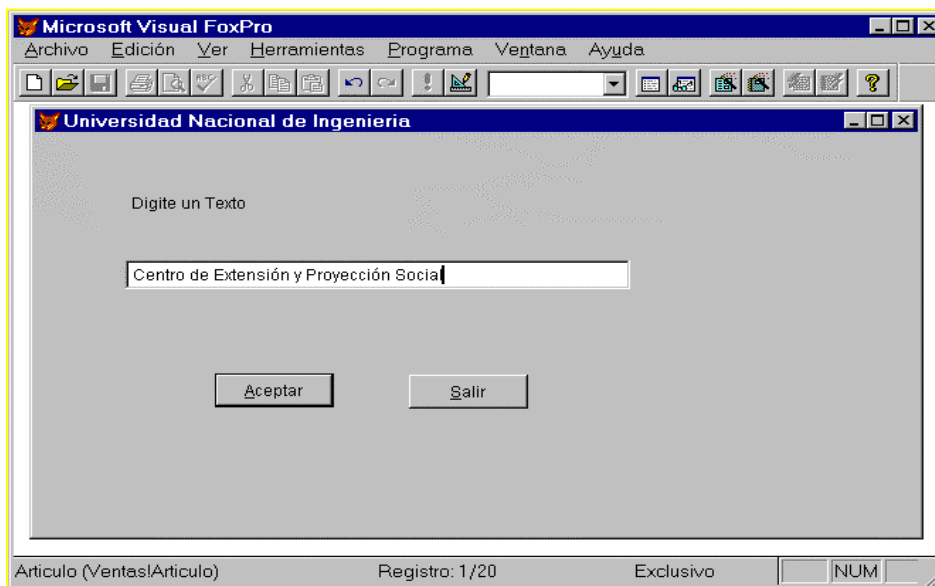 Microsoft Visual FoxPro
Archivo Edición Ver Herramientas Programa Ventana Ayuda
Universidad Nacional de Ingenieria
Digite un Texto
Centro de Extensión y Proyección Social
Aceptar Salir
Articulo (Ventas!Articulo) Registro: 1/20 Exclusivo NUM